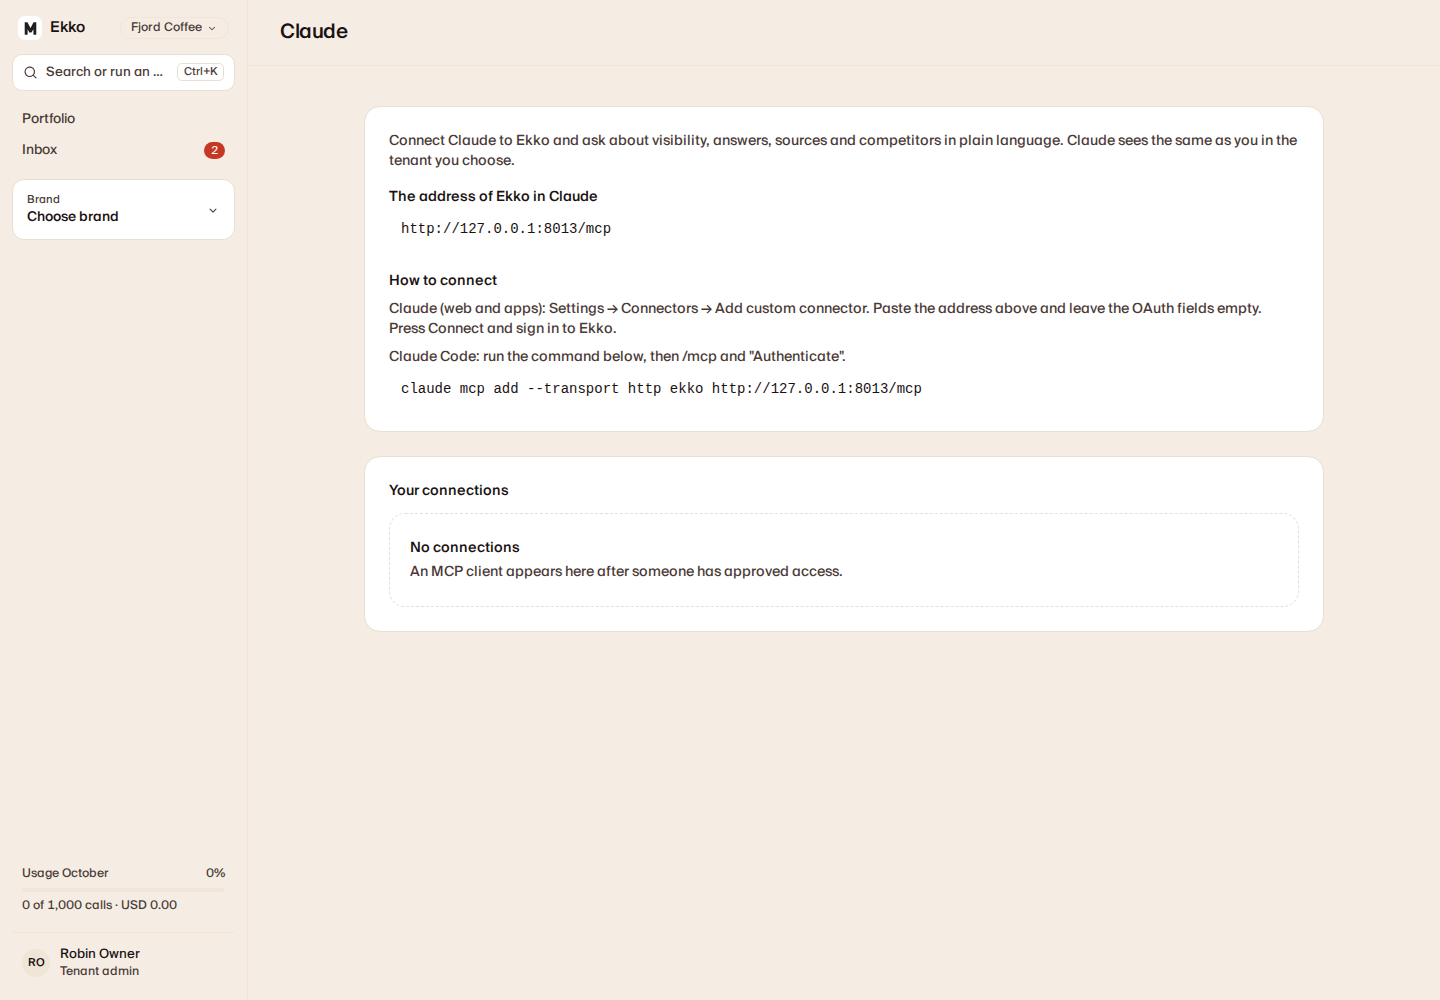 M Ekko
Fjord Coffee
Search or run an ...
Ctrl+K
Portfolio
Inbox
2
Brand
Choose brand
Usage October
0%
0 of 1,000 calls · USD 0.00
RO
Robin Owner
Tenant admin
Claude
Connect Claude to Ekko and ask about visibility, answers, sources and competitors in plain language. Claude sees the same as you in the
tenant you choose.
The address of Ekko in Claude
http://127.0.0.1:8013/mcp
How to connect
Claude (web and apps): Settings → Connectors → Add custom connector. Paste the address above and leave the OAuth fields empty.
Press Connect and sign in to Ekko.
Claude Code: run the command below, then /mcp and "Authenticate".
claude mcp add --transport http ekko http://127.0.0.1:8013/mcp
Your connections
No connections
An MCP client appears here after someone has approved access.